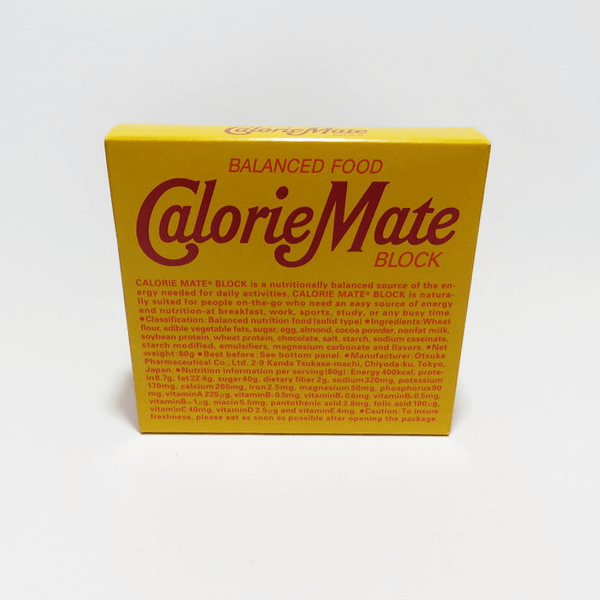 CalorieMate
BALANCED FOOD
CalorieMate
BLOCK
CALORIE MATE® BLOCK is a nutritionally balanced source of the en-
ergy needed for daily activities. CALORIE MATE® BLOCK is natura-
lly suited for people on-the-go who need an easy source of energy
and nutrition-at breakfast, work, sports, study, or any busy time.
●Classification: Balanced nutrition food (solid type) ●Ingredients: Wheat
flour, edible vegetable fats, sugar, egg, almond, cocoa powder, nonfat milk,
soybean protein, wheat protein, chocolate, salt, starch, sodium caseinate,
starch modified, emulsifiers, magnesium carbonate and flavors. ●Net
weight: 80g ●Best before: See bottom panel. ●Manufacturer: Otsuka
Pharmaceutical Co., Ltd. 2-9 Kanda Tsukasa-machi, Chiyoda-ku, Tokyo,
Japan. ●Nutrition information per serving (80g): Energy 400kcal, prote-
in 8.7g, fat 22.4g, sugar 40g, dietary fiber 2g, sodium 320mg, potassium
170mg, calcium 200mg, iron 2.5mg, magnesium 50mg, phosphorus 90
mg, vitamin A 225μg, vitamin B₁ 0.5mg, vitamin B₂ 0.6mg, vitamin B₆ 0.5mg,
vitamin B₁₂ 1μg, niacin 5.5mg, pantothenic acid 2.8mg, folic acid 100μg,
vitamin C 40mg, vitamin D 2.5μg and vitamin E 4mg. ●Caution: To insure
freshness, please eat as soon as possible after opening the package.